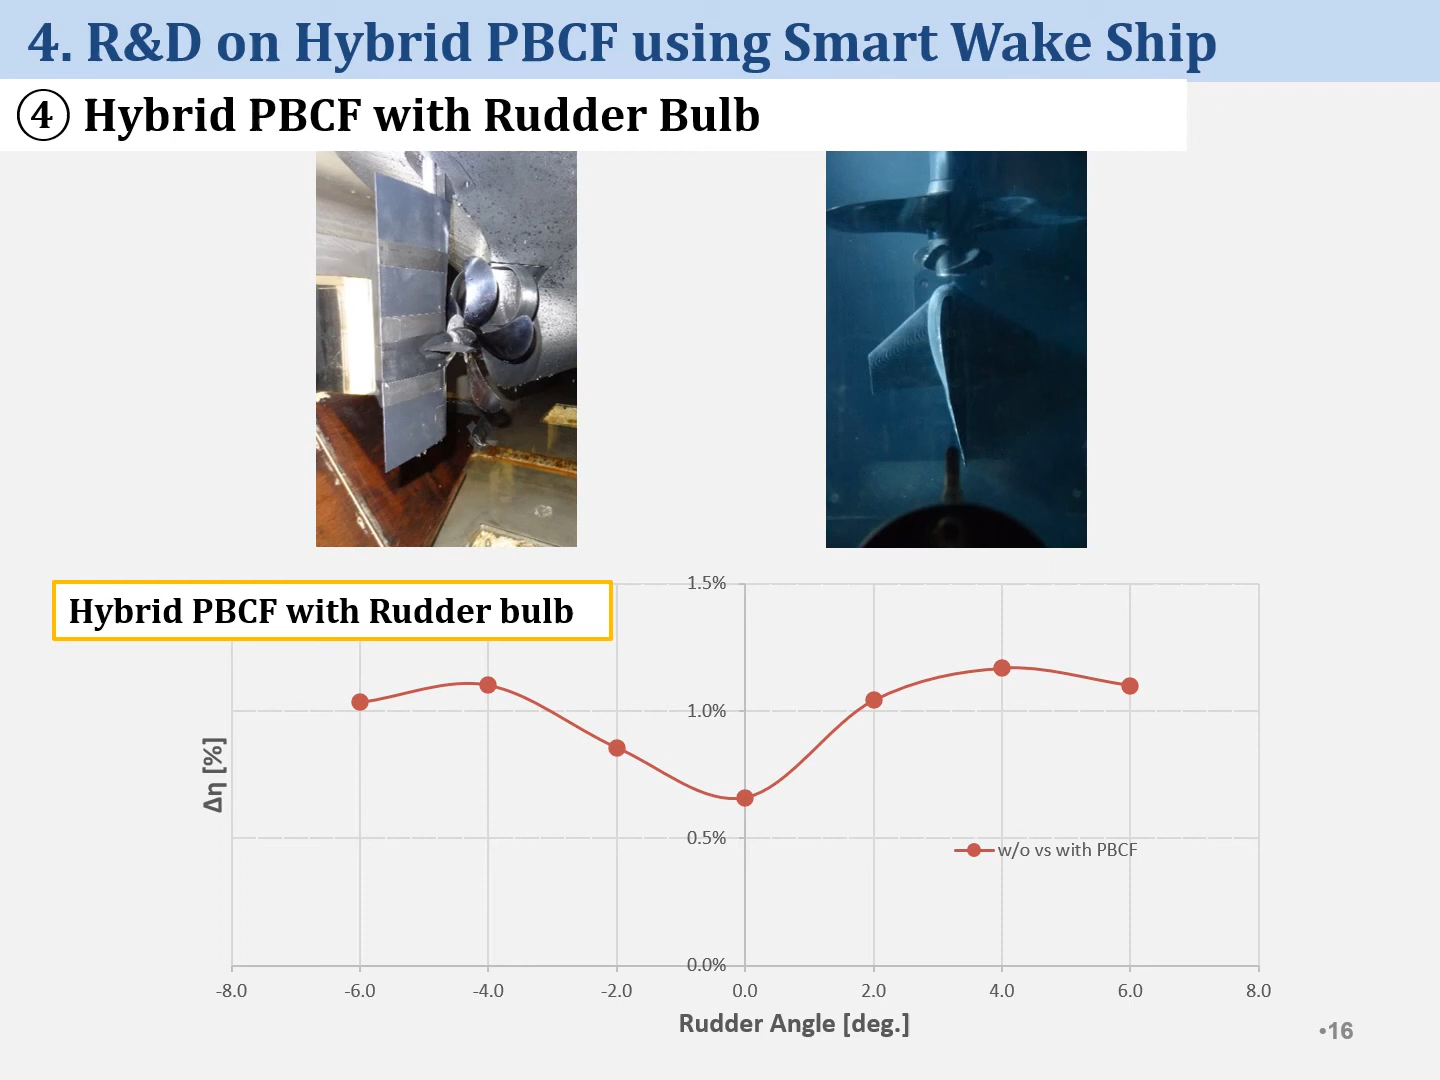 4. R&D on Hybrid PBCF using Smart Wake Ship
④ Hybrid PBCF with Rudder Bulb
Hybrid PBCF with Rudder bulb
1.5%
1.0%
0.5%
0.0%
Δη [%]
w/o vs with PBCF
-8.0 -6.0 -4.0 -2.0 0.0 2.0 4.0 6.0 8.0
Rudder Angle [deg.]
•16